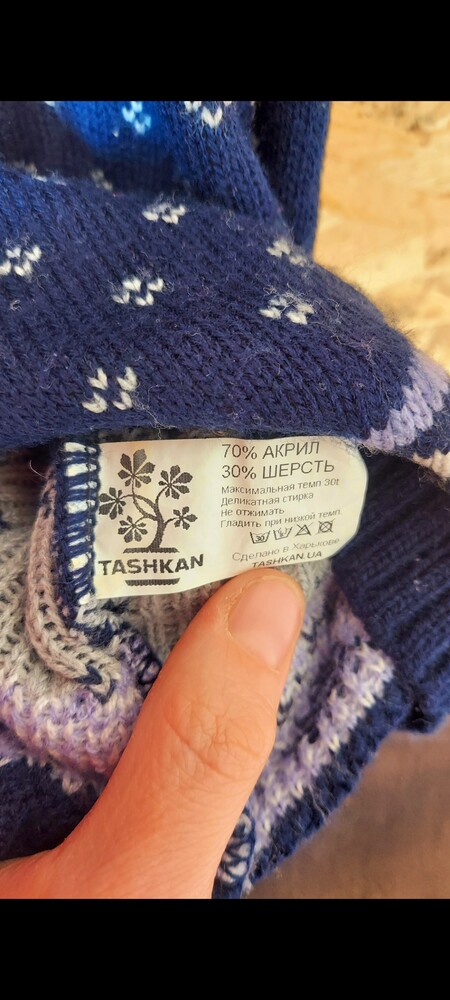 70% АКРИЛ
30% ШЕРСТЬ
Максимальная темп 30t
Деликатная стирка
Не отжимать
Гладить при низкой темп.
Сделано в Харькове
TASHKAN.UA
TASHKAN